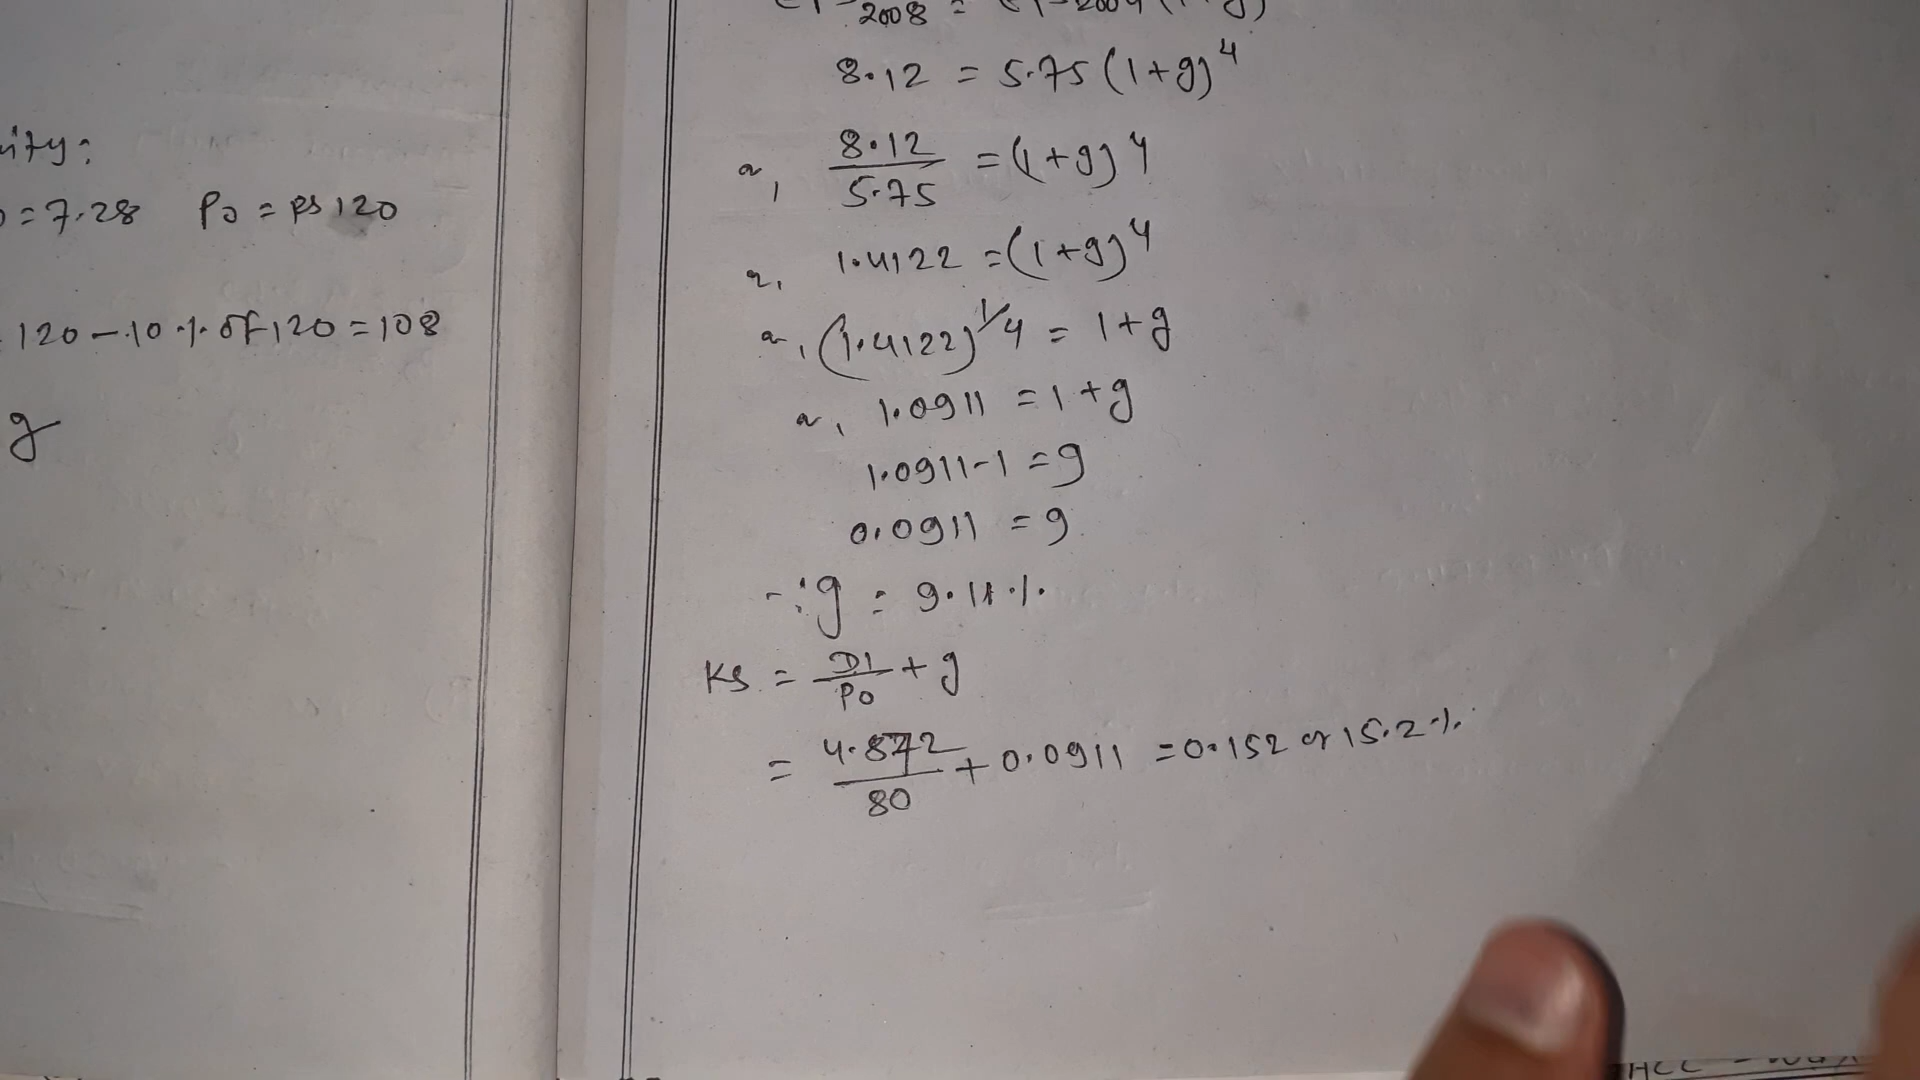 ity:
= 7.28 P0 = RS 120
120 - 10 % of 120 = 108
g
2008 =
8.12 = 5.75 (1+g)^4
or, 8.12 / 5.75 = (1+g)^4
or, 1.4122 = (1+g)^4
or, (1.4122)^1/4 = 1+g
or, 1.0911 = 1+g
1.0911-1 = g
0.0911 = g
∴ g = 9.11 %
Ks = D1 / P0 + g
= 4.872 / 80 + 0.0911 = 0.152 or 15.2%